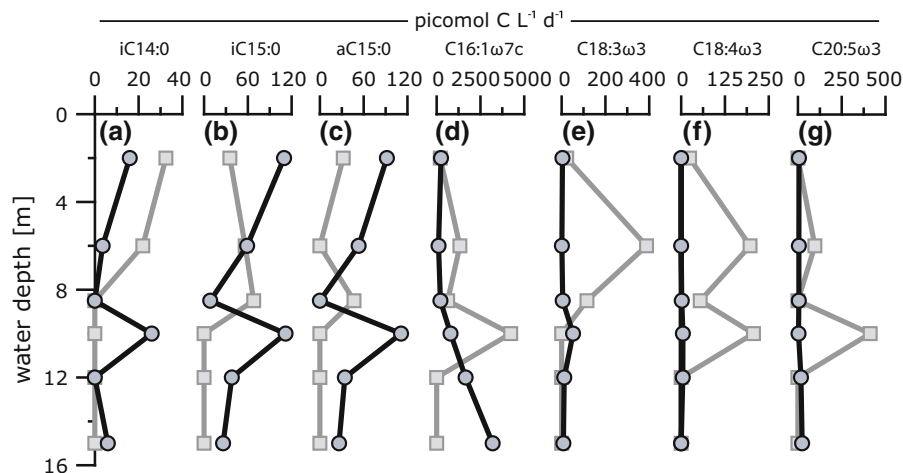 picomol C L⁻¹ d⁻¹
iC14:0 iC15:0 aC15:0 C16:1ω7c C18:3ω3 C18:4ω3 C20:5ω3
0 20 40 0 60 120 0 60 120 0 2500 5000 0 200 400 0 125 250 0 250 500
0
(a) (b) (c) (d) (e) (f) (g)
4
8
12
16
water depth [m]